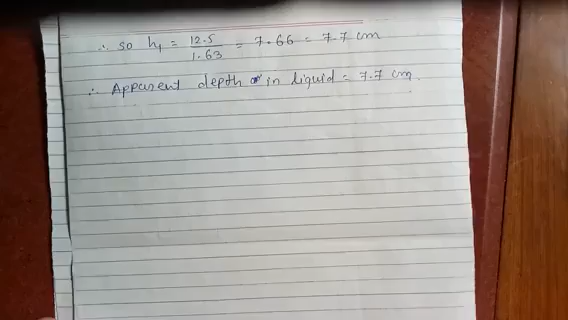 ∴ so h₁ = 12.5/1.63 = 7.66 = 7.7 cm
∴ Apparent depth in liquid = 7.7 cm.